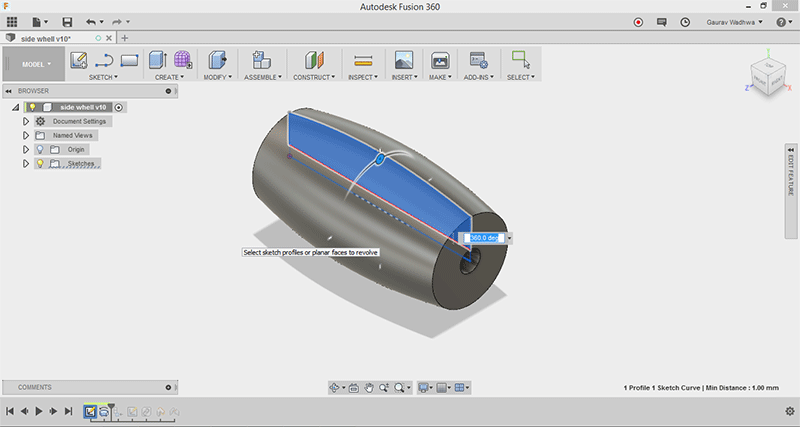 F
Autodesk Fusion 360
Gaurav Wadhwa
side whell v10*
MODEL
SKETCH
CREATE
MODIFY
ASSEMBLE
CONSTRUCT
INSPECT
INSERT
MAKE
ADD-INS
SELECT
BROWSER
side whell v10
Document Settings
Named Views
Origin
Sketches
FRONT
RIGHT
Z
X
EDIT FEATURE
360.0 deg
Select sketch profiles or planar faces to revolve
COMMENTS
1 Profile 1 Sketch Curve | Min Distance : 1.00 mm